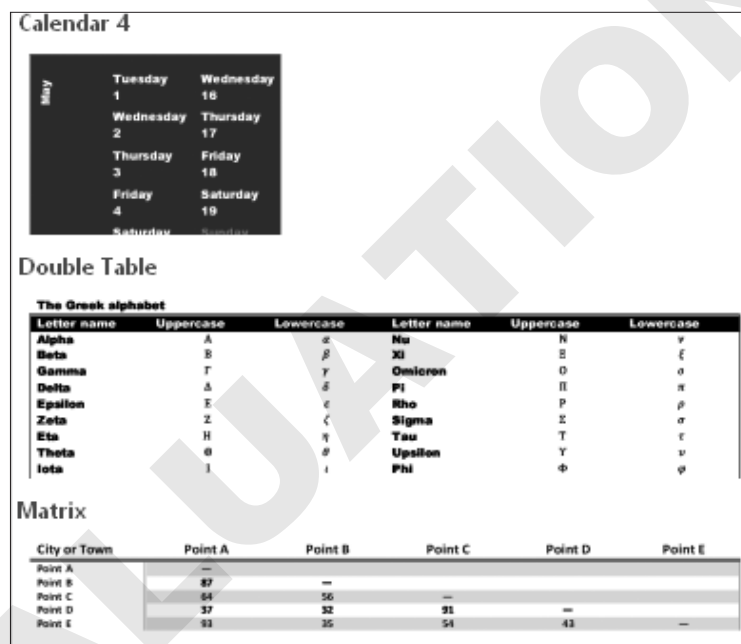 Calendar 4
May
Tuesday Wednesday
1 16
Wednesday Thursday
2 17
Thursday Friday
3 18
Friday Saturday
4 19
Saturday Sunday
Double Table
The Greek alphabet
Letter name Uppercase Lowercase Letter name Uppercase Lowercase
Alpha Α α Nu Ν ν
Beta Β β Xi Ξ ξ
Gamma Γ γ Omicron Ο ο
Delta Δ δ Pi Π π
Epsilon Ε ε Rho Ρ ρ
Zeta Ζ ζ Sigma Σ σ
Eta Η η Tau Τ τ
Theta Θ θ Upsilon Υ υ
Iota Ι ι Phi Φ φ
Matrix
City or Town Point A Point B Point C Point D Point E
Point A —
Point B 87 —
Point C 64 56 —
Point D 37 32 91 —
Point E 93 35 54 43 —